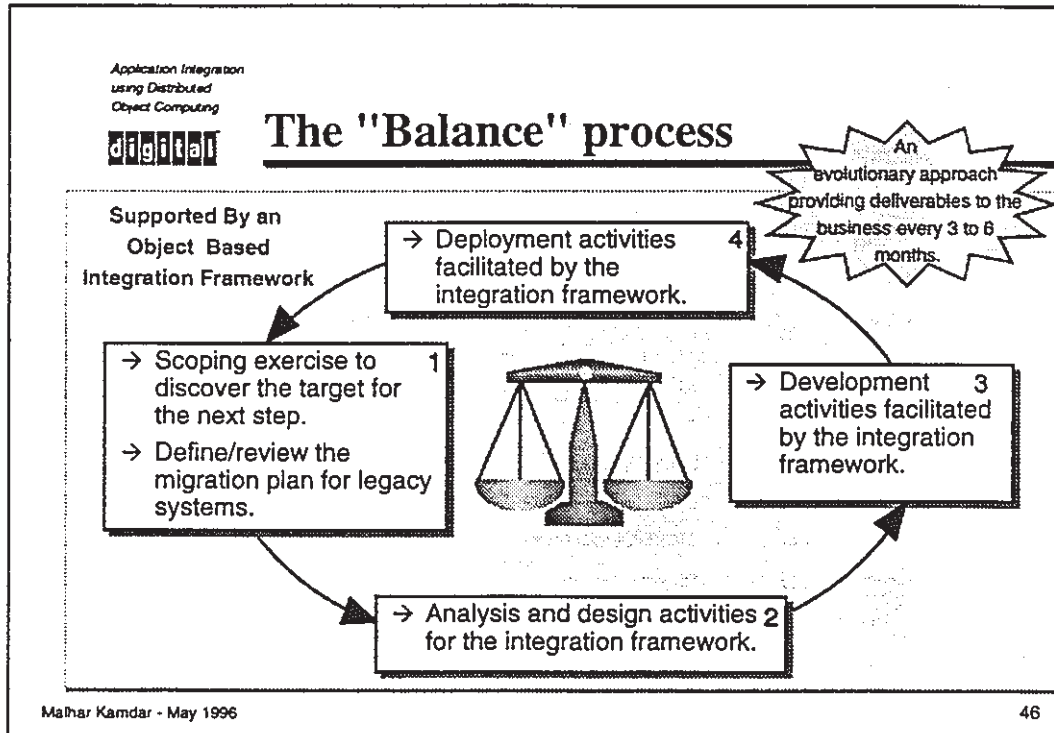 Application Integration
using Distributed
Object Computing
digital
The "Balance" process
An
evolutionary approach
providing deliverables to the
business every 3 to 6
months.
Supported By an
Object Based
Integration Framework
→ Deployment activities 4
facilitated by the
integration framework.
→ Scoping exercise to 1
discover the target for
the next step.
→ Define/review the
migration plan for legacy
systems.
→ Development 3
activities facilitated
by the integration
framework.
→ Analysis and design activities 2
for the integration framework.
Malhar Kamdar - May 1996
46